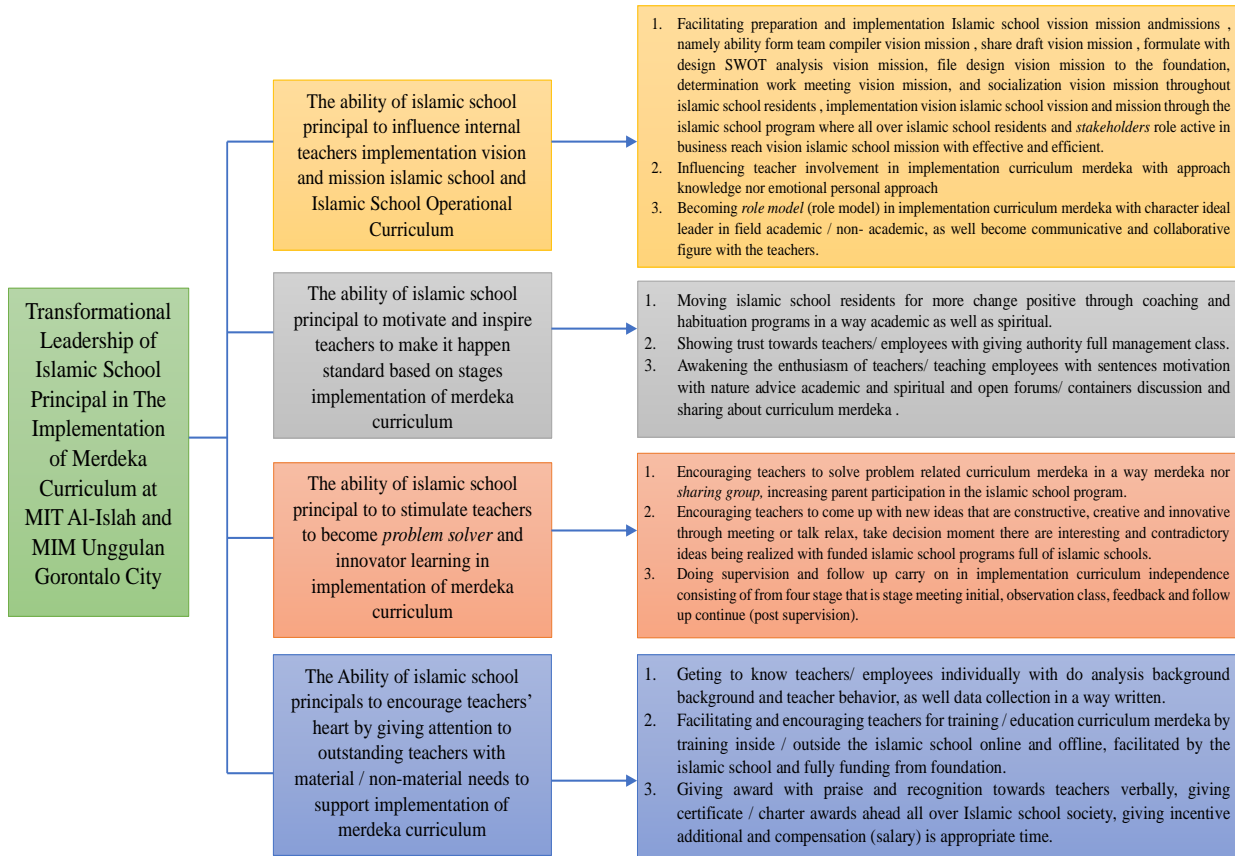 Transformational
Leadership of
Islamic School
Principal in The
Implementation
of Merdeka
Curriculum at
MIT Al-Islah and
MIM Unggulan
Gorontalo City
The ability of islamic school
principal to influence internal
teachers implementation vision
and mission islamic school and
Islamic School Operational
Curriculum
1. Facilitating preparation and implementation Islamic school vission mission andmissions ,
namely ability form team compiler vision mission , share draft vision mission , formulate with
design SWOT analysis vision mission, file design vision mission to the foundation,
determination work meeting vision mission, and socialization vision mission throughout
islamic school residents , implementation vision islamic school vission and mission through the
islamic school program where all over islamic school residents and stakeholders role active in
business reach vision islamic school mission with effective and efficient.
2. Influencing teacher involvement in implementation curriculum merdeka with approach
knowledge nor emotional personal approach
3. Becoming role model (role model) in implementation curriculum merdeka with character ideal
leader in field academic / non- academic, as well become communicative and collaborative
figure with the teachers.
The ability of islamic school
principal to motivate and inspire
teachers to make it happen
standard based on stages
implementation of merdeka
curriculum
1. Moving islamic school residents for more change positive through coaching and
habituation programs in a way academic as well as spiritual.
2. Showing trust towards teachers/ employees with giving authority full management class.
3. Awakening the enthusiasm of teachers/ teaching employees with sentences motivation
with nature advice academic and spiritual and open forums/ containers discussion and
sharing about curriculum merdeka .
The ability of islamic school
principal to to stimulate teachers
to become problem solver and
innovator learning in
implementation of merdeka
curriculum
1. Encouraging teachers to solve problem related curriculum merdeka in a way merdeka nor
sharing group, increasing parent participation in the islamic school program.
2. Encouraging teachers to come up with new ideas that are constructive, creative and innovative
through meeting or talk relax, take decision moment there are interesting and contradictory
ideas being realized with funded islamic school programs full of islamic schools.
3. Doing supervision and follow up carry on in implementation curriculum independence
consisting of from four stage that is stage meeting initial, observation class, feedback and follow
up continue (post supervision).
The Ability of islamic school
principals to encourage teachers’
heart by giving attention to
outstanding teachers with
material / non-material needs to
support implementation of
merdeka curriculum
1. Geting to know teachers/ employees individually with do analysis background
background and teacher behavior, as well data collection in a way written.
2. Facilitating and encouraging teachers for training / education curriculum merdeka by
training inside / outside the islamic school online and offline, facilitated by the
islamic school and fully funding from foundation.
3. Giving award with praise and recognition towards teachers verbally, giving
certificate / charter awards ahead all over Islamic school society, giving incentive
additional and compensation (salary) is appropriate time.